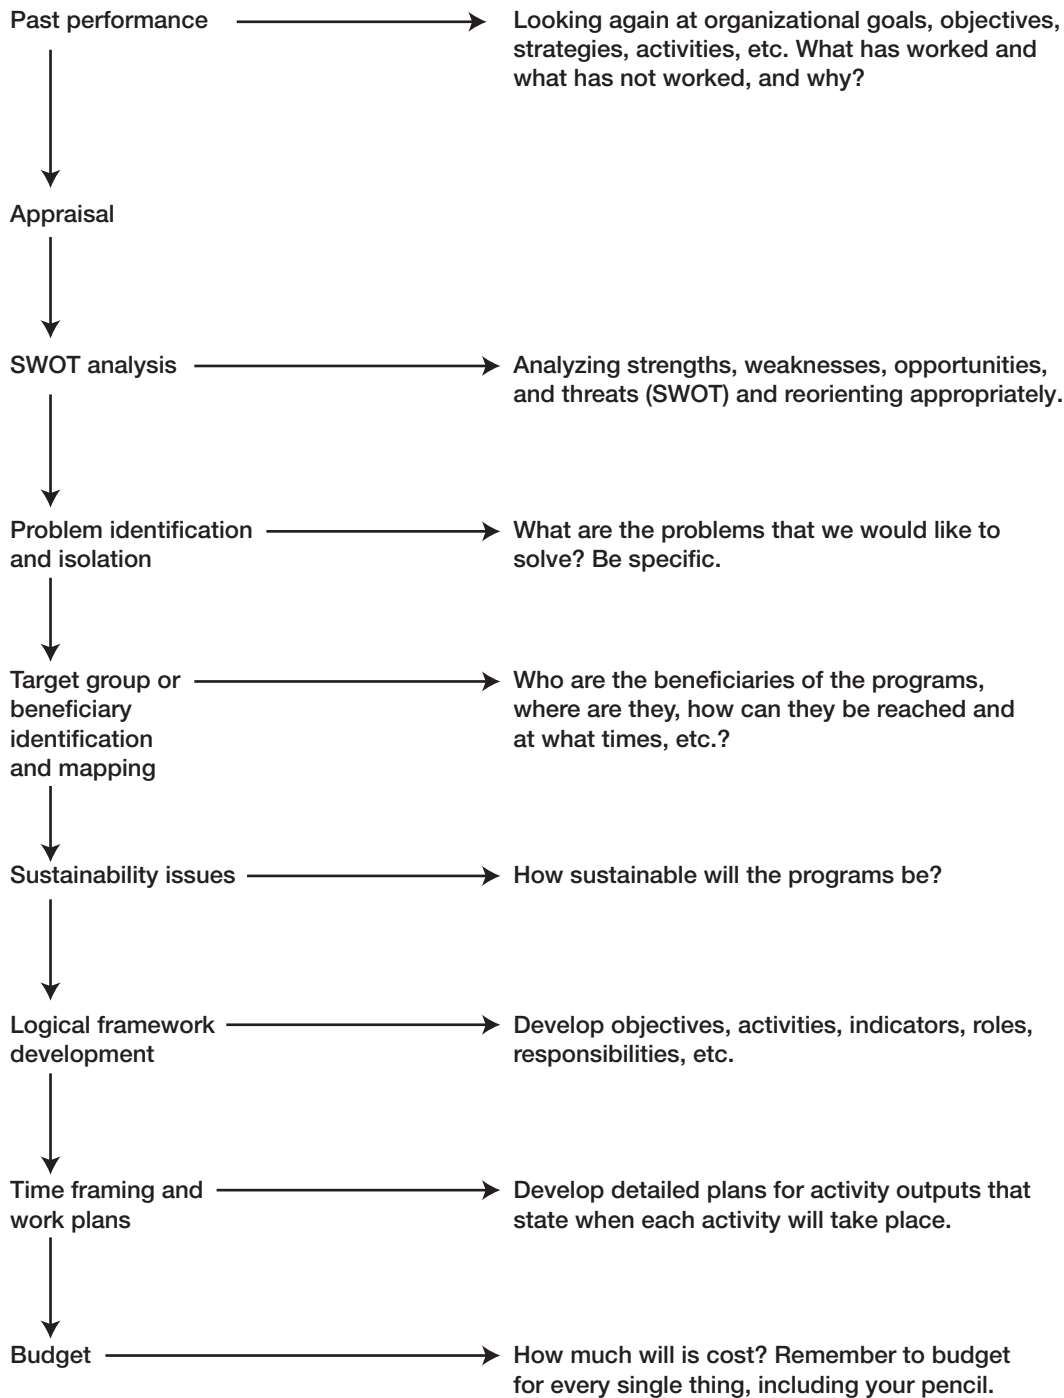 Past performance
Looking again at organizational goals, objectives,
strategies, activities, etc. What has worked and
what has not worked, and why?
Appraisal
SWOT analysis
Analyzing strengths, weaknesses, opportunities,
and threats (SWOT) and reorienting appropriately.
Problem identification
and isolation
What are the problems that we would like to
solve? Be specific.
Target group or
beneficiary
identification
and mapping
Who are the beneficiaries of the programs,
where are they, how can they be reached and
at what times, etc.?
Sustainability issues
How sustainable will the programs be?
Logical framework
development
Develop objectives, activities, indicators, roles,
responsibilities, etc.
Time framing and
work plans
Develop detailed plans for activity outputs that
state when each activity will take place.
Budget
How much will is cost? Remember to budget
for every single thing, including your pencil.